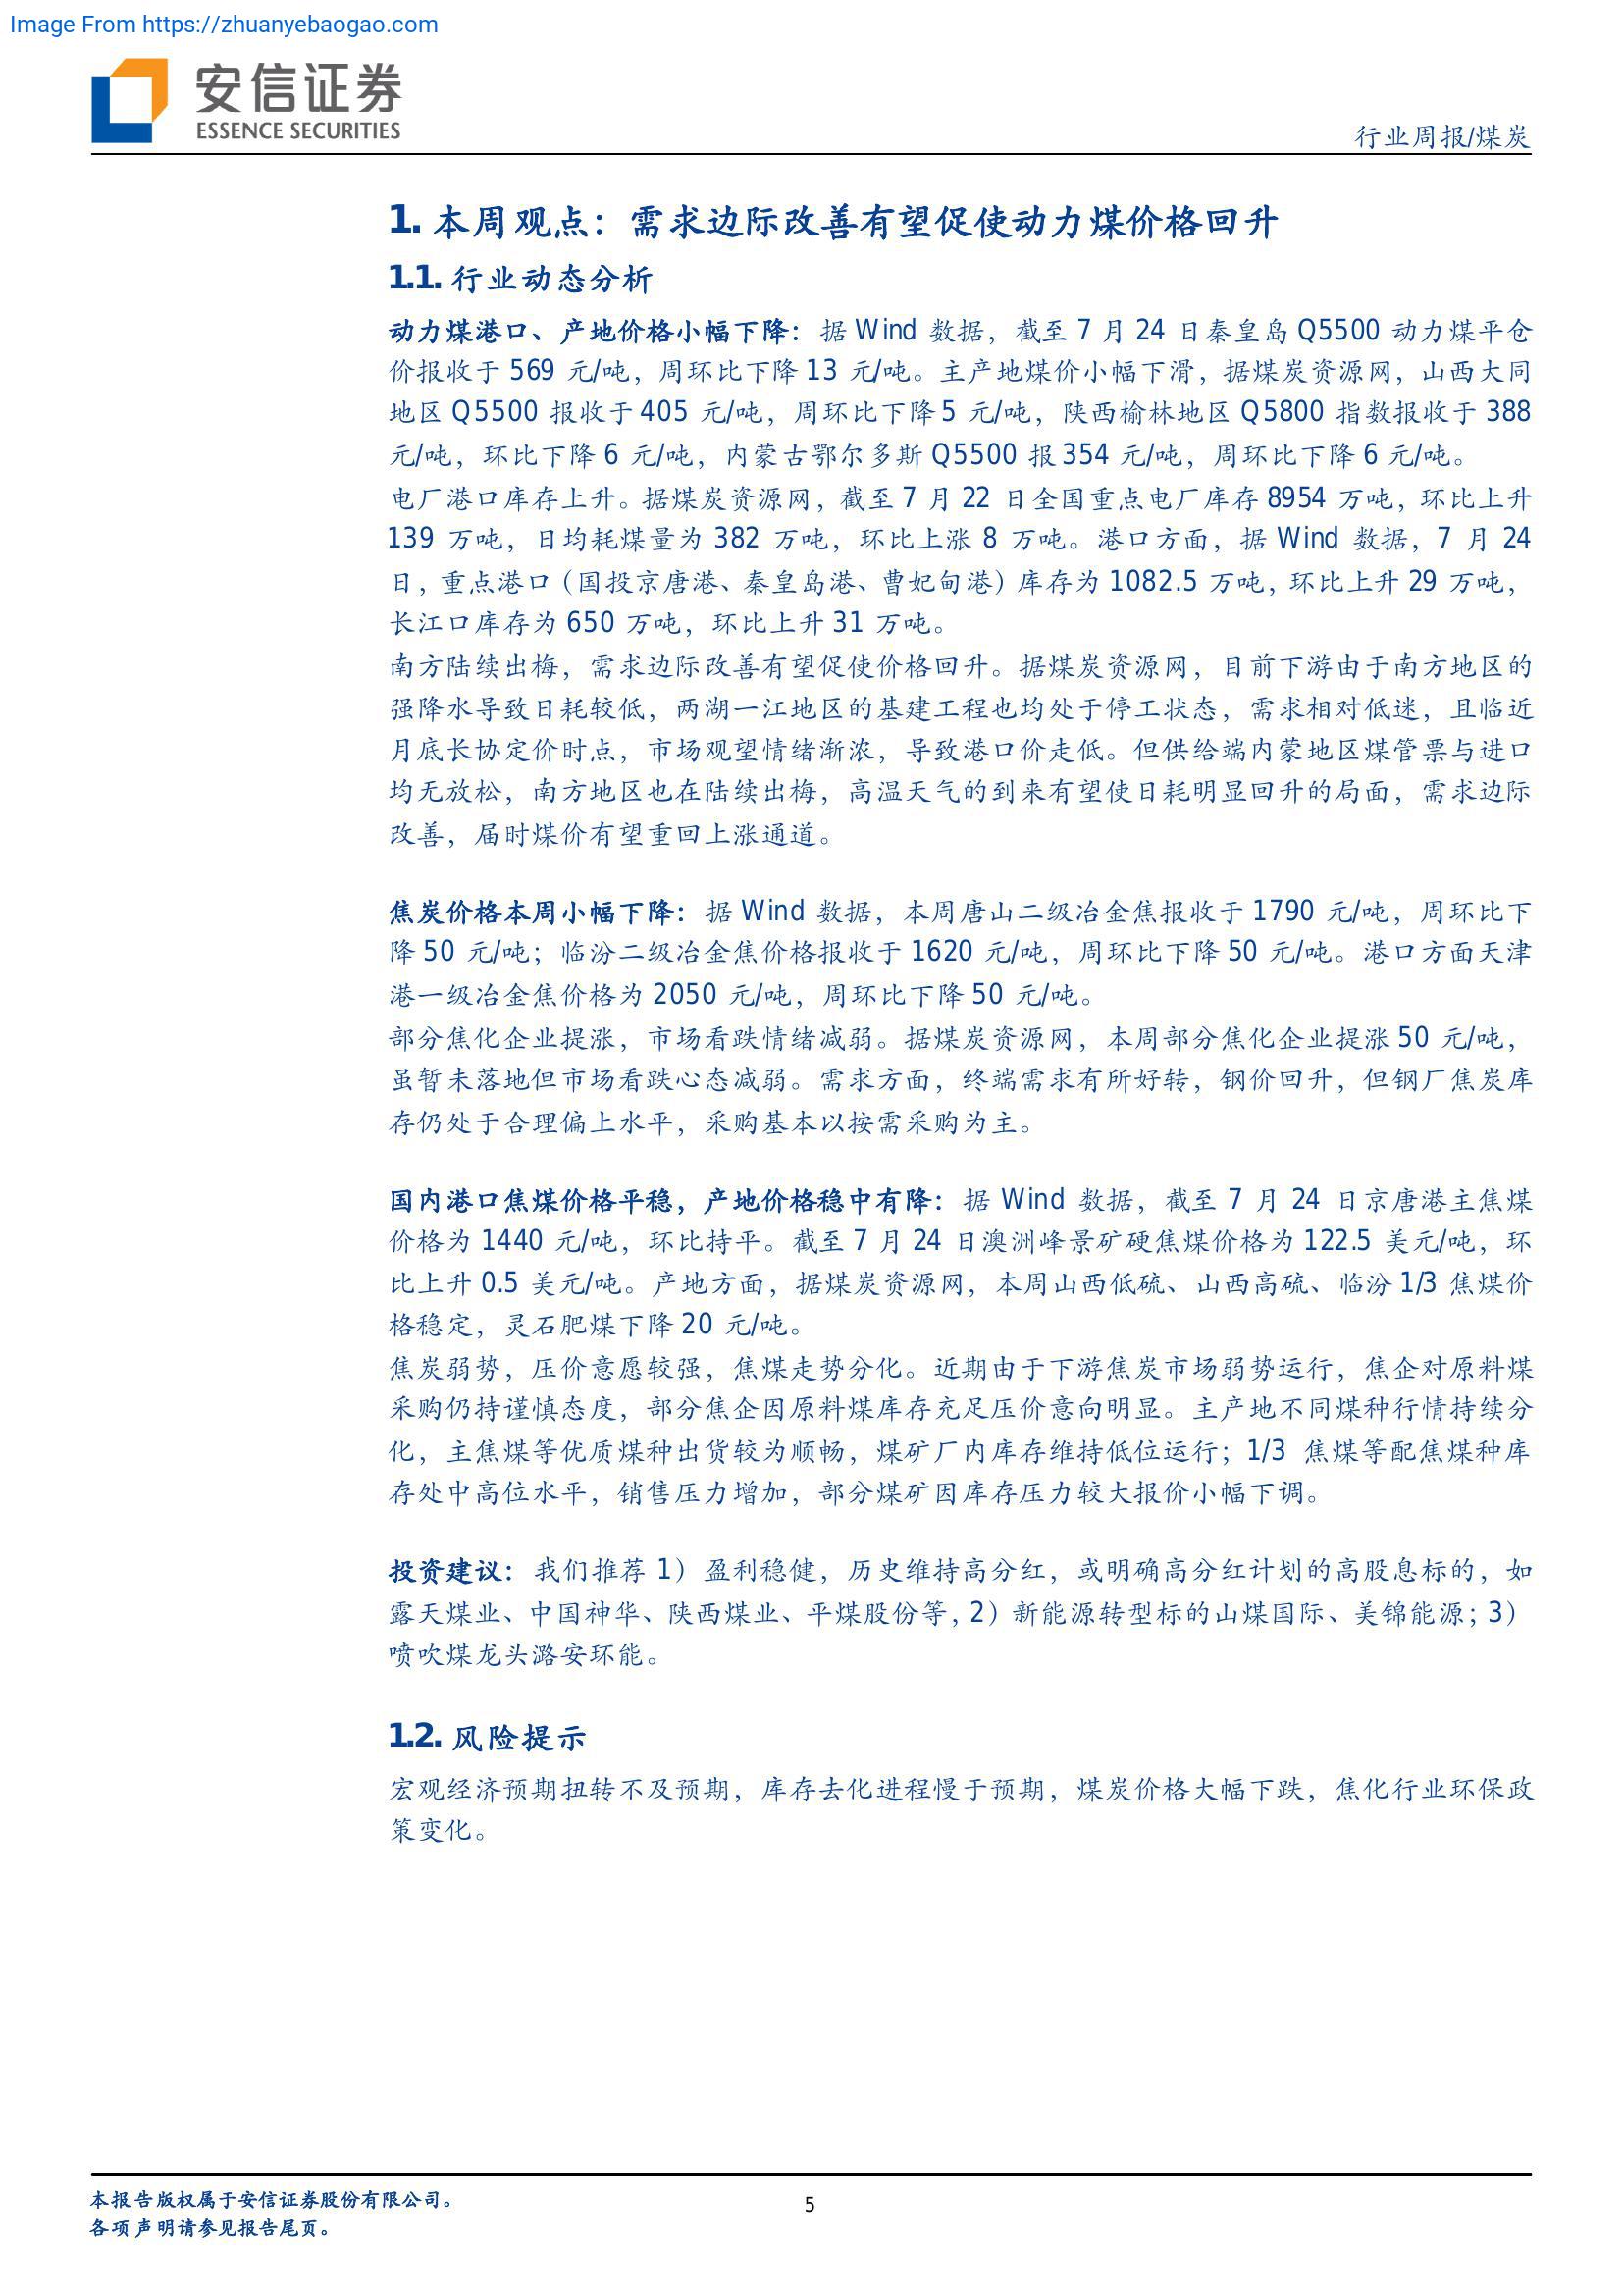 Image From https://zhuanyebaogao.com
安信证券
ESSENCE SECURITIES
行业周报/煤炭
1. 本周观点：需求边际改善有望促使动力煤价格回升
1.1. 行业动态分析
动力煤港口、产地价格小幅下降：据 Wind 数据，截至 7 月 24 日秦皇岛 Q5500 动力煤平仓
价报收于 569 元/吨，周环比下降 13 元/吨。主产地煤价小幅下滑，据煤炭资源网，山西大同
地区 Q5500 报收于 405 元/吨，周环比下降 5 元/吨，陕西榆林地区 Q5800 指数报收于 388
元/吨，环比下降 6 元/吨，内蒙古鄂尔多斯 Q5500 报 354 元/吨，周环比下降 6 元/吨。
电厂港口库存上升。据煤炭资源网，截至 7 月 22 日全国重点电厂库存 8954 万吨，环比上升
139 万吨，日均耗煤量为 382 万吨，环比上涨 8 万吨。港口方面，据 Wind 数据，7 月 24
日，重点港口（国投京唐港、秦皇岛港、曹妃甸港）库存为 1082.5 万吨，环比上升 29 万吨，
长江口库存为 650 万吨，环比上升 31 万吨。
南方陆续出梅，需求边际改善有望促使价格回升。据煤炭资源网，目前下游由于南方地区的
强降水导致日耗较低，两湖一江地区的基建工程也均处于停工状态，需求相对低迷，且临近
月底长协定价时点，市场观望情绪渐浓，导致港口价走低。但供给端内蒙地区煤管票与进口
均无放松，南方地区也在陆续出梅，高温天气的到来有望使日耗明显回升的局面，需求边际
改善，届时煤价有望重回上涨通道。
焦炭价格本周小幅下降：据 Wind 数据，本周唐山二级冶金焦报收于 1790 元/吨，周环比下
降 50 元/吨；临汾二级冶金焦价格报收于 1620 元/吨，周环比下降 50 元/吨。港口方面天津
港一级冶金焦价格为 2050 元/吨，周环比下降 50 元/吨。
部分焦化企业提涨，市场看跌情绪减弱。据煤炭资源网，本周部分焦化企业提涨 50 元/吨，
虽暂未落地但市场看跌心态减弱。需求方面，终端需求有所好转，钢价回升，但钢厂焦炭库
存仍处于合理偏上水平，采购基本以按需采购为主。
国内港口焦煤价格平稳，产地价格稳中有降：据 Wind 数据，截至 7 月 24 日京唐港主焦煤
价格为 1440 元/吨，环比持平。截至 7 月 24 日澳洲峰景矿硬焦煤价格为 122.5 美元/吨，环
比上升 0.5 美元/吨。产地方面，据煤炭资源网，本周山西低硫、山西高硫、临汾 1/3 焦煤价
格稳定，灵石肥煤下降 20 元/吨。
焦炭弱势，压价意愿较强，焦煤走势分化。近期由于下游焦炭市场弱势运行，焦企对原料煤
采购仍持谨慎态度，部分焦企因原料煤库存充足压价意向明显。主产地不同煤种行情持续分
化，主焦煤等优质煤种出货较为顺畅，煤矿厂内库存维持低位运行；1/3 焦煤等配焦煤种库
存处中高位水平，销售压力增加，部分煤矿因库存压力较大报价小幅下调。
投资建议：我们推荐 1）盈利稳健，历史维持高分红，或明确高分红计划的高股息标的，如
露天煤业、中国神华、陕西煤业、平煤股份等，2）新能源转型标的山煤国际、美锦能源；3）
喷吹煤龙头潞安环能。
1.2. 风险提示
宏观经济预期扭转不及预期，库存去化进程慢于预期，煤炭价格大幅下跌，焦化行业环保政
策变化。
本报告版权属于安信证券股份有限公司。
5
各项声明请参见报告尾页。